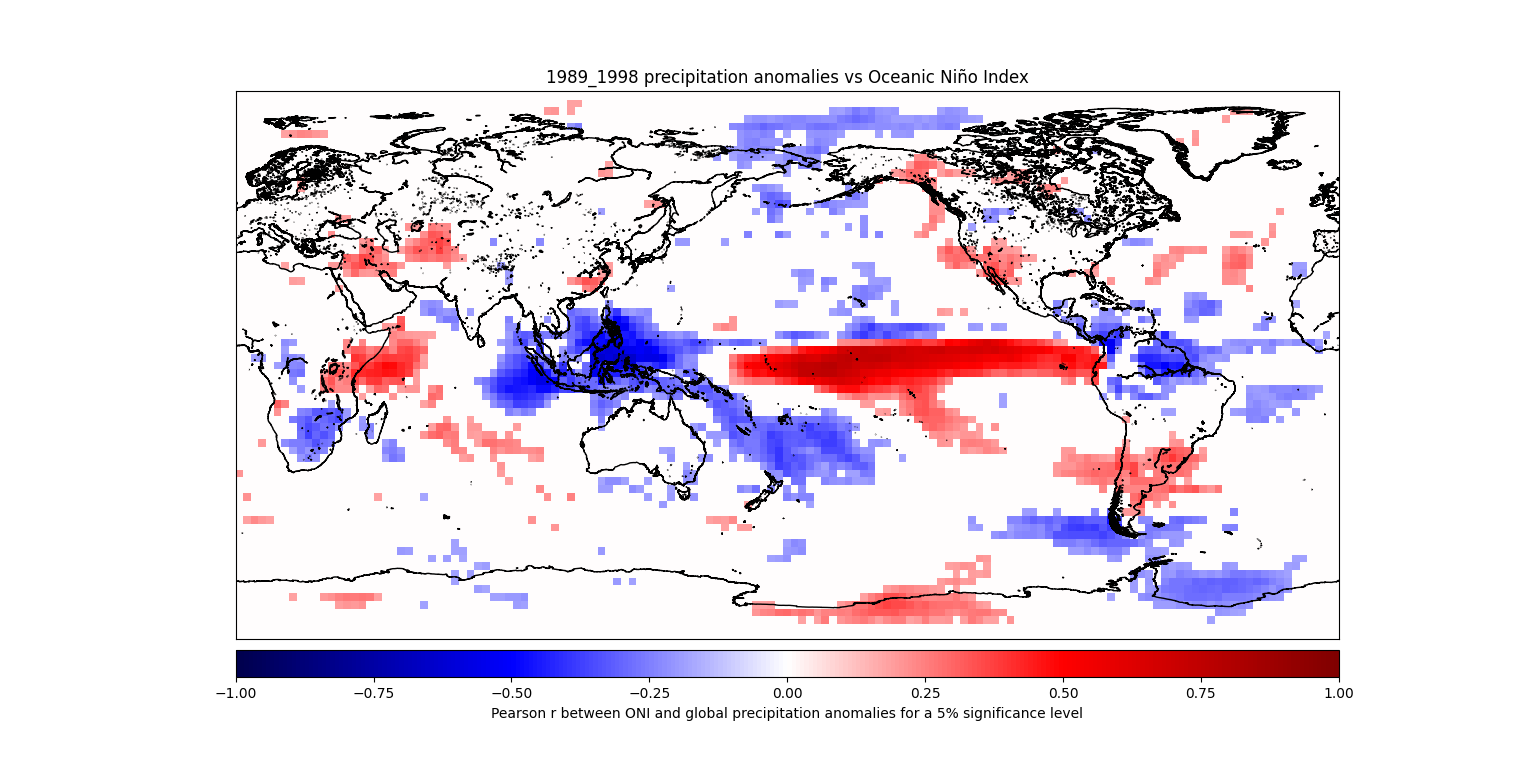 1989_1998 precipitation anomalies vs Oceanic Niño Index
−1.00 −0.75 −0.50 −0.25 0.00 0.25 0.50 0.75 1.00
Pearson r between ONI and global precipitation anomalies for a 5% significance level